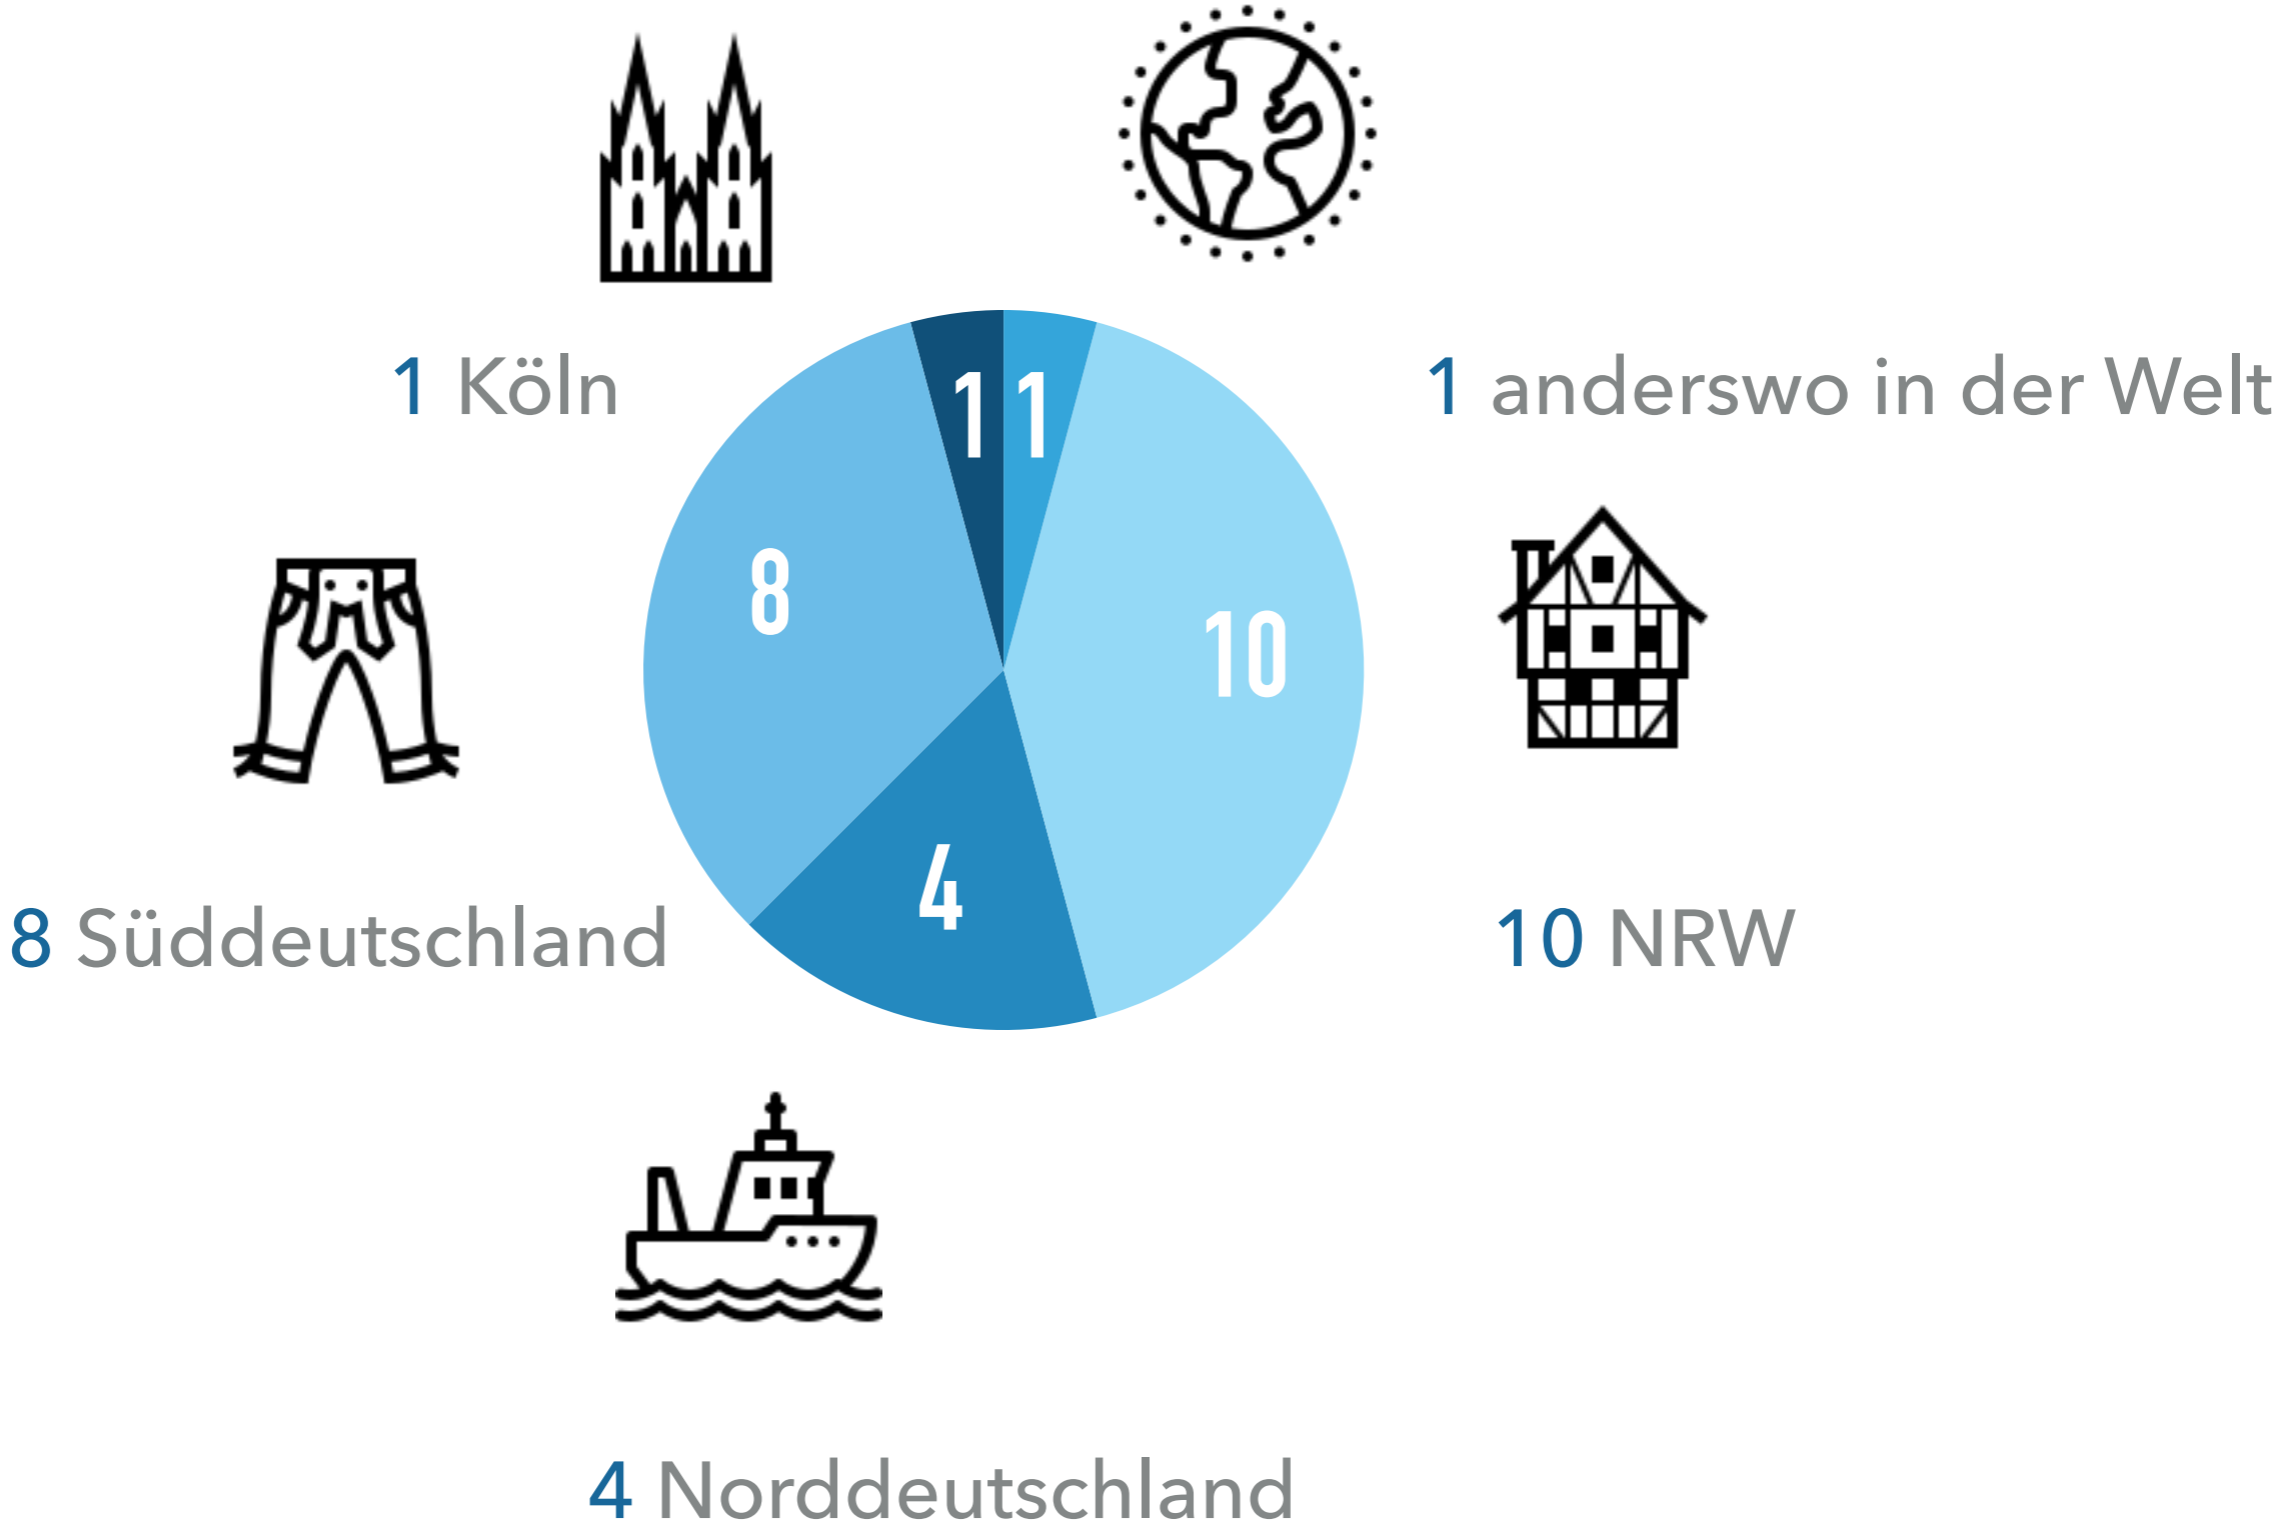 1 Köln
1 anderswo in der Welt
1
1
8
10
4
8 Süddeutschland
10 NRW
4 Norddeutschland